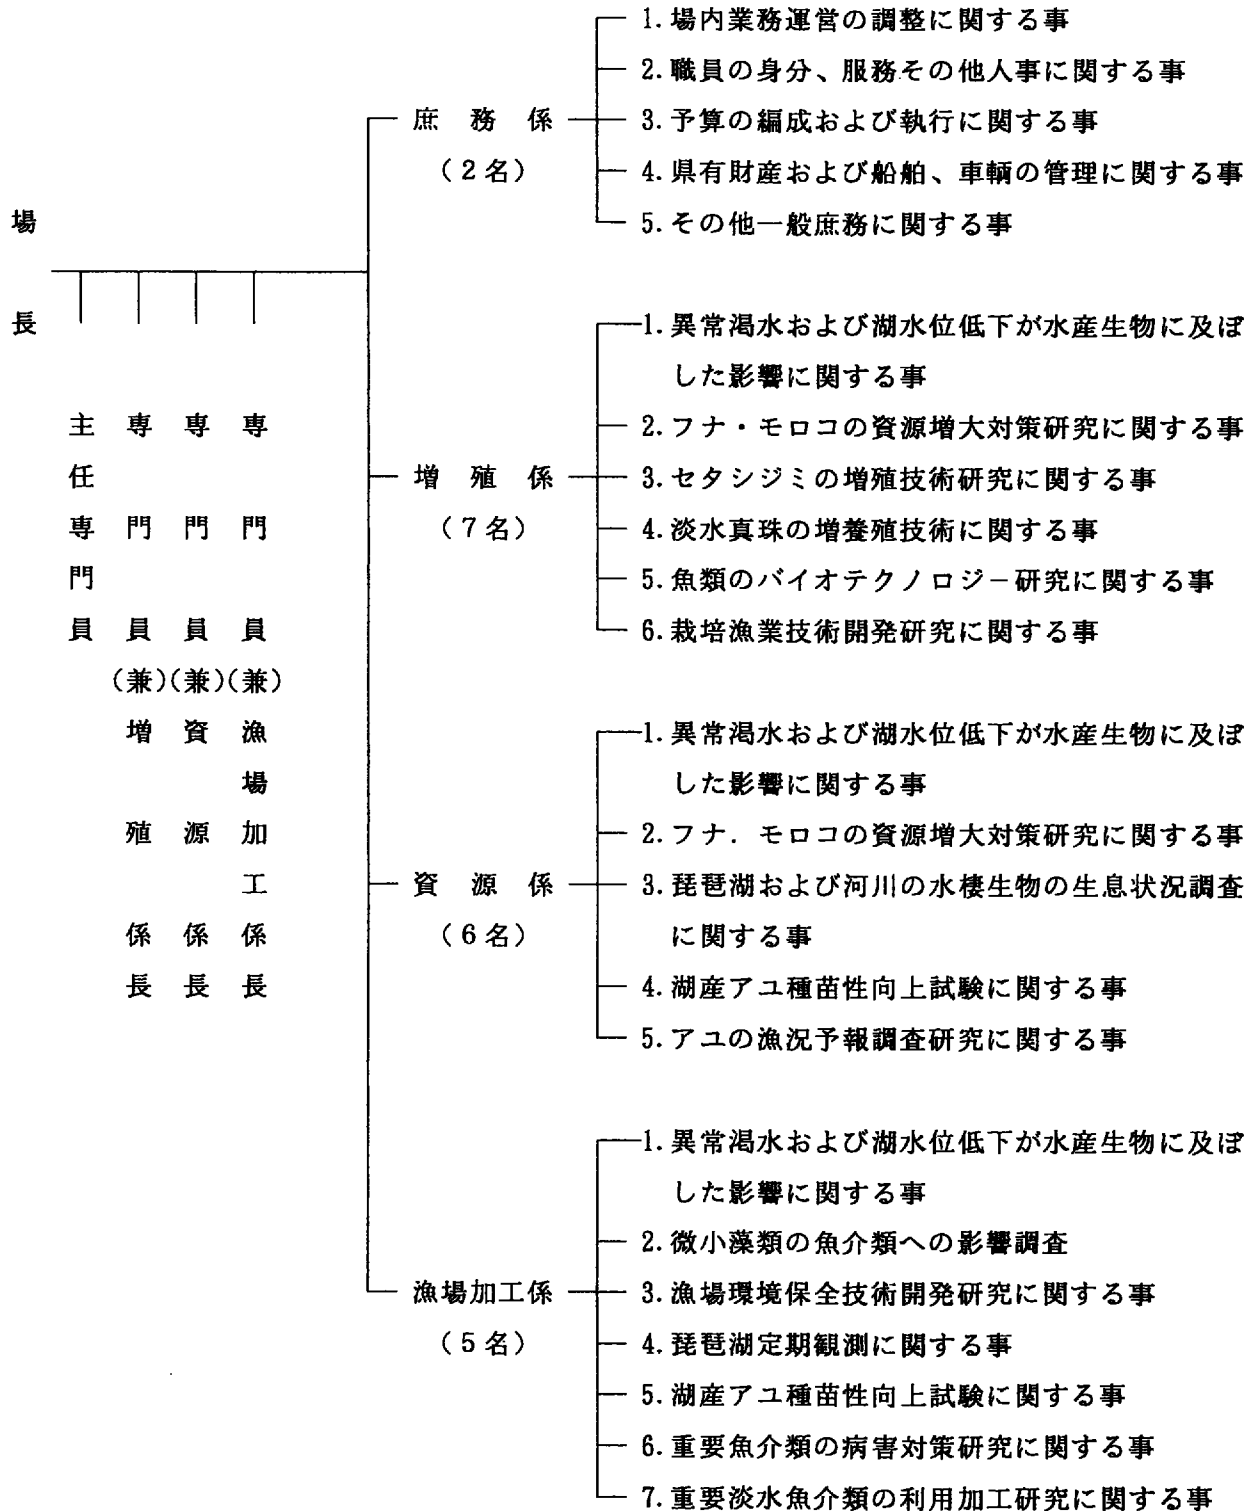 場長
主任専門員
専門員(兼)増殖係長
専門員(兼)資源係長
専門員(兼)漁場加工係長
庶務係
(2名)
1.場内業務運営の調整に関する事
2.職員の身分、服務その他人事に関する事
3.予算の編成および執行に関する事
4.県有財産および船舶、車輌の管理に関する事
5.その他一般庶務に関する事
増殖係
(7名)
1.異常渇水および湖水位低下が水産生物に及ぼ
した影響に関する事
2.フナ・モロコの資源増大対策研究に関する事
3.セタシジミの増殖技術研究に関する事
4.淡水真珠の増養殖技術に関する事
5.魚類のバイオテクノロジー研究に関する事
6.栽培漁業技術開発研究に関する事
資源係
(6名)
1.異常渇水および湖水位低下が水産生物に及ぼ
した影響に関する事
2.フナ．モロコの資源増大対策研究に関する事
3.琵琶湖および河川の水棲生物の生息状況調査
に関する事
4.湖産アユ種苗性向上試験に関する事
5.アユの漁況予報調査研究に関する事
漁場加工係
(5名)
1.異常渇水および湖水位低下が水産生物に及ぼ
した影響に関する事
2.微小藻類の魚介類への影響調査
3.漁場環境保全技術開発研究に関する事
4.琵琶湖定期観測に関する事
5.湖産アユ種苗性向上試験に関する事
6.重要魚介類の病害対策研究に関する事
7.重要淡水魚介類の利用加工研究に関する事